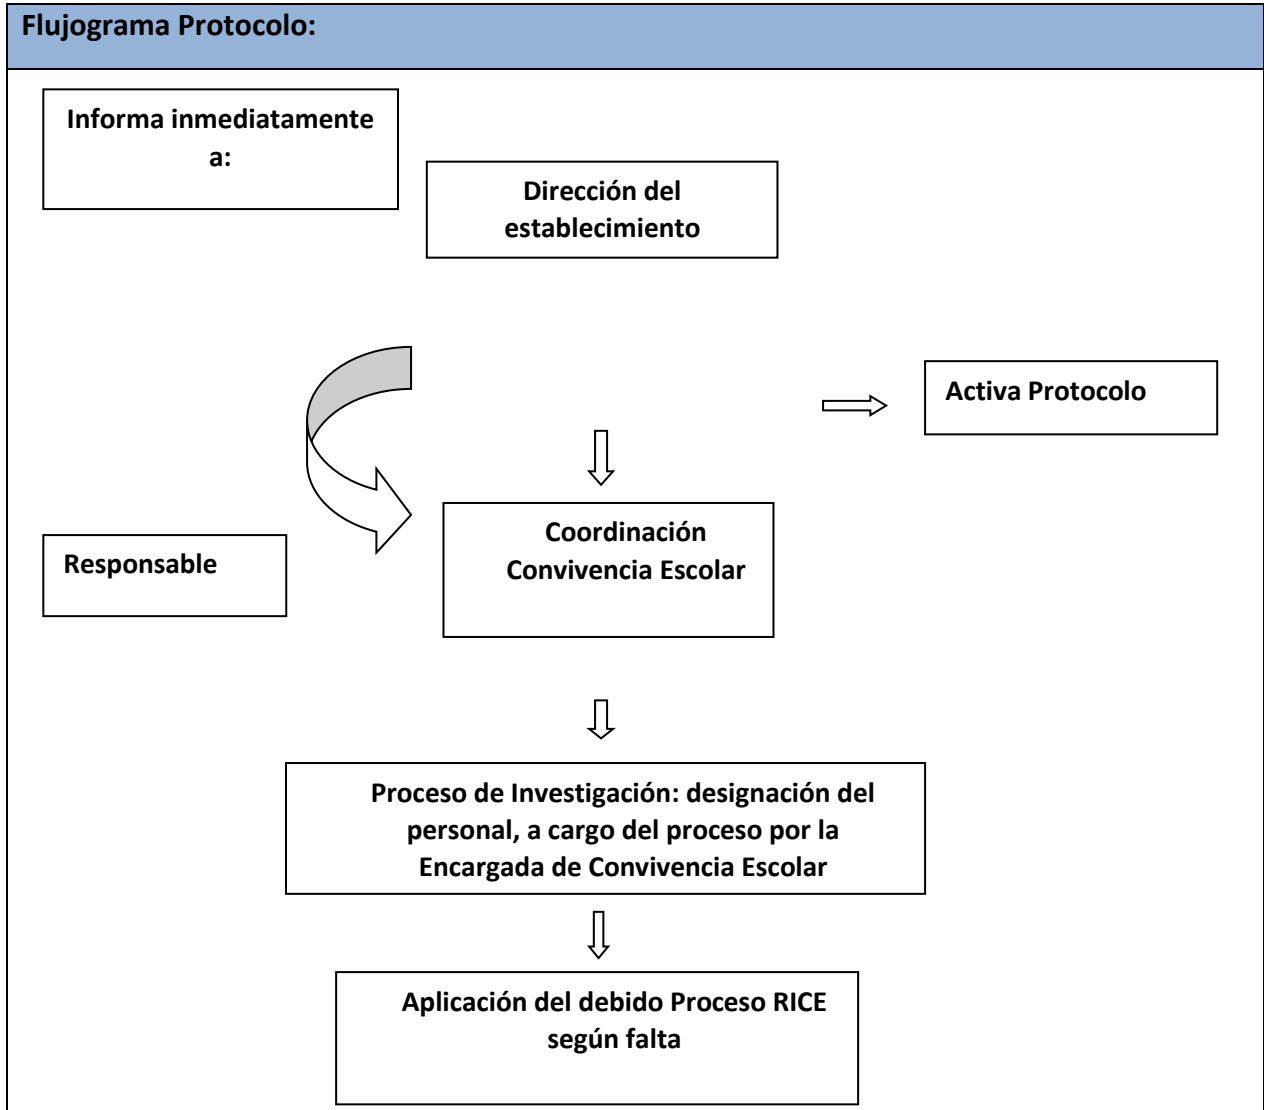 Flujograma Protocolo:
Informa inmediatamente
a:
Dirección del
establecimiento
Activa Protocolo
Coordinación
Convivencia Escolar
Responsable
Proceso de Investigación: designación del
personal, a cargo del proceso por la
Encargada de Convivencia Escolar
Aplicación del debido Proceso RICE
según falta